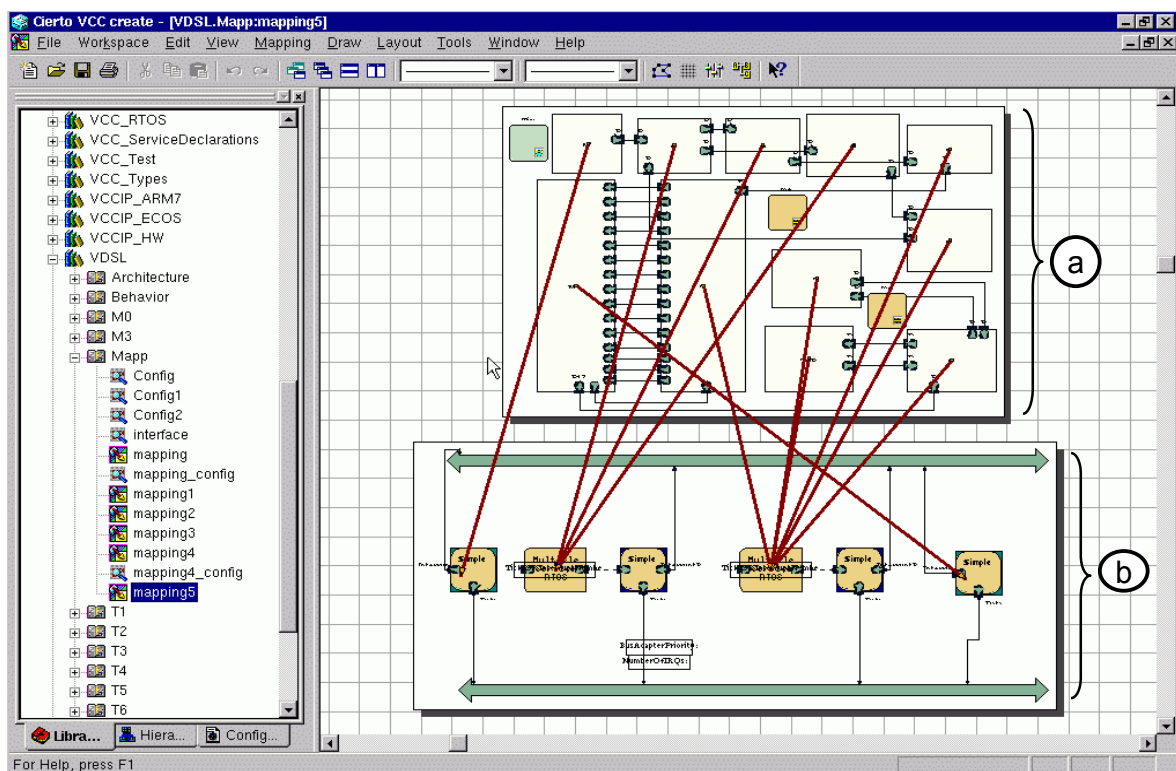 Cierto VCC create - [VDSL.Mapp:mapping5]
File Workspace Edit View Mapping Draw Layout Tools Window Help
VCC_RTOS
VCC_ServiceDeclarations
VCC_Test
VCC_Types
VCCIP_ARM7
VCCIP_ECOS
VCCIP_HW
VDSL
Architecture
Behavior
M0
M3
Mapp
Config
Config1
Config2
interface
mapping
mapping_config
mapping1
mapping2
mapping3
mapping4
mapping4_config
mapping5
T1
T2
T3
T4
T5
T6
Libra... Hiera... Config...
a
b
Simple
RTOS
Simple
RTOS
Simple
Simple
BusAdapterPriority:
NumberOfIRQs:
For Help, press F1